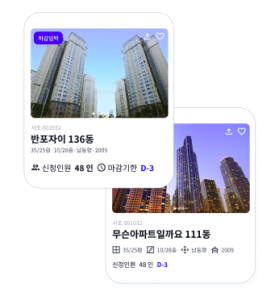 마감임박
서초 001032
반포자이 136동
35/25평·10/28층·남동향·2009
신청인원 48 인 마감기한 D-3
서초 001032
무슨아파트일까요 111동
35/25평 10/28층 남동향 2009
신청인원 48 인 D-3